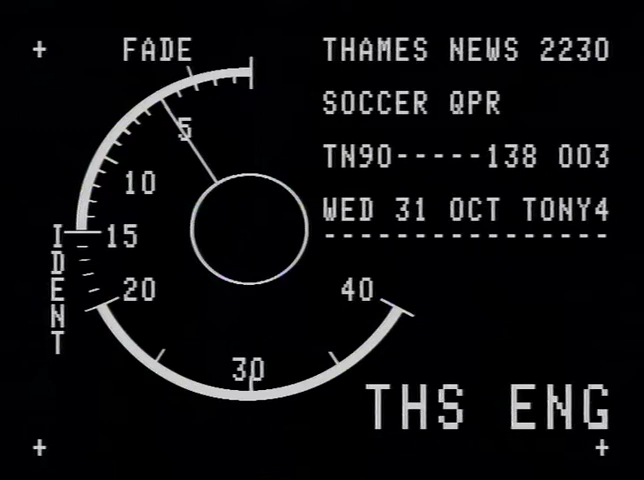 FADE
THAMES NEWS 2230
SOCCER QPR
TN90-----138 003
WED 31 OCT TONY4
----------------
5
10
15
20
30
40
IDENT
THS ENG